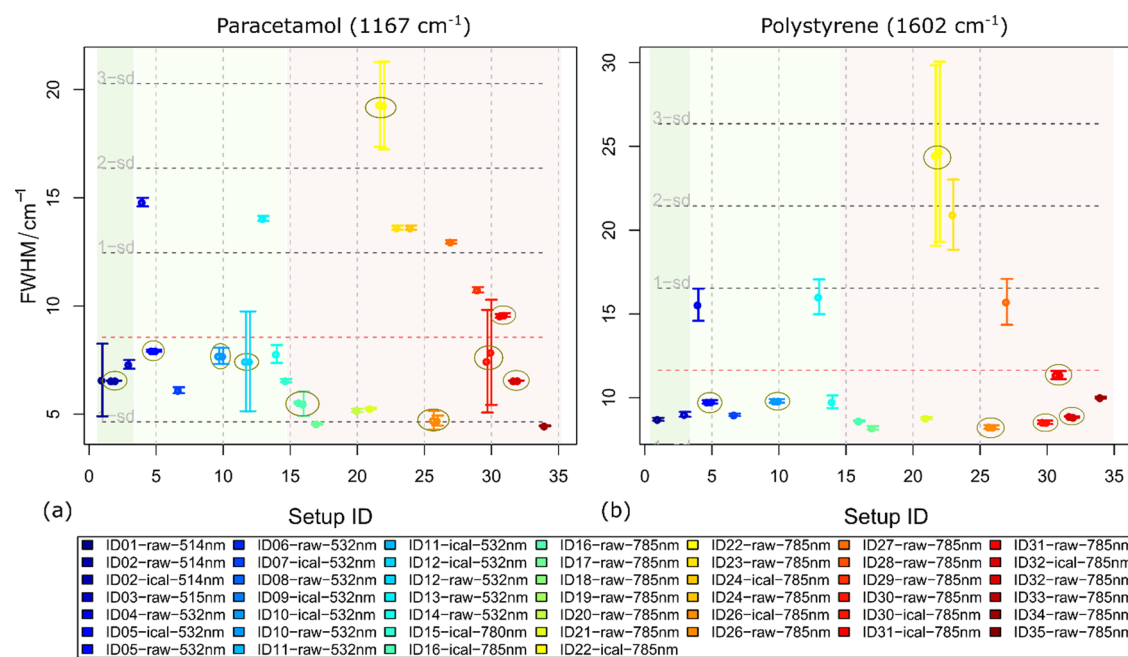 Paracetamol (1167 cm⁻¹)
Polystyrene (1602 cm⁻¹)
FWHM/cm⁻¹
20
15
10
5
3-sd
2-sd
1-sd
-sd
0 5 10 15 20 25 30 35
30
25
20
15
10
3-sd
2-sd
1-sd
0 5 10 15 20 25 30 35
(a) Setup ID
(b) Setup ID
ID01-raw-514nm ID06-raw-532nm ID11-ical-532nm ID16-raw-785nm ID22-raw-785nm ID27-raw-785nm ID31-raw-785nm
ID02-raw-514nm ID07-ical-532nm ID12-ical-532nm ID17-raw-785nm ID23-raw-785nm ID28-raw-785nm ID32-ical-785nm
ID02-ical-514nm ID08-raw-532nm ID12-raw-532nm ID18-raw-785nm ID24-ical-785nm ID29-raw-785nm ID32-raw-785nm
ID03-raw-515nm ID09-ical-532nm ID13-raw-532nm ID19-raw-785nm ID24-raw-785nm ID30-raw-785nm ID33-raw-785nm
ID04-raw-532nm ID10-ical-532nm ID14-raw-532nm ID20-raw-785nm ID26-ical-785nm ID30-ical-785nm ID34-raw-785nm
ID05-ical-532nm ID10-raw-532nm ID15-ical-780nm ID21-raw-785nm ID26-raw-785nm ID31-ical-785nm ID35-raw-785nm
ID05-raw-532nm ID11-raw-532nm ID16-ical-785nm ID22-ical-785nm